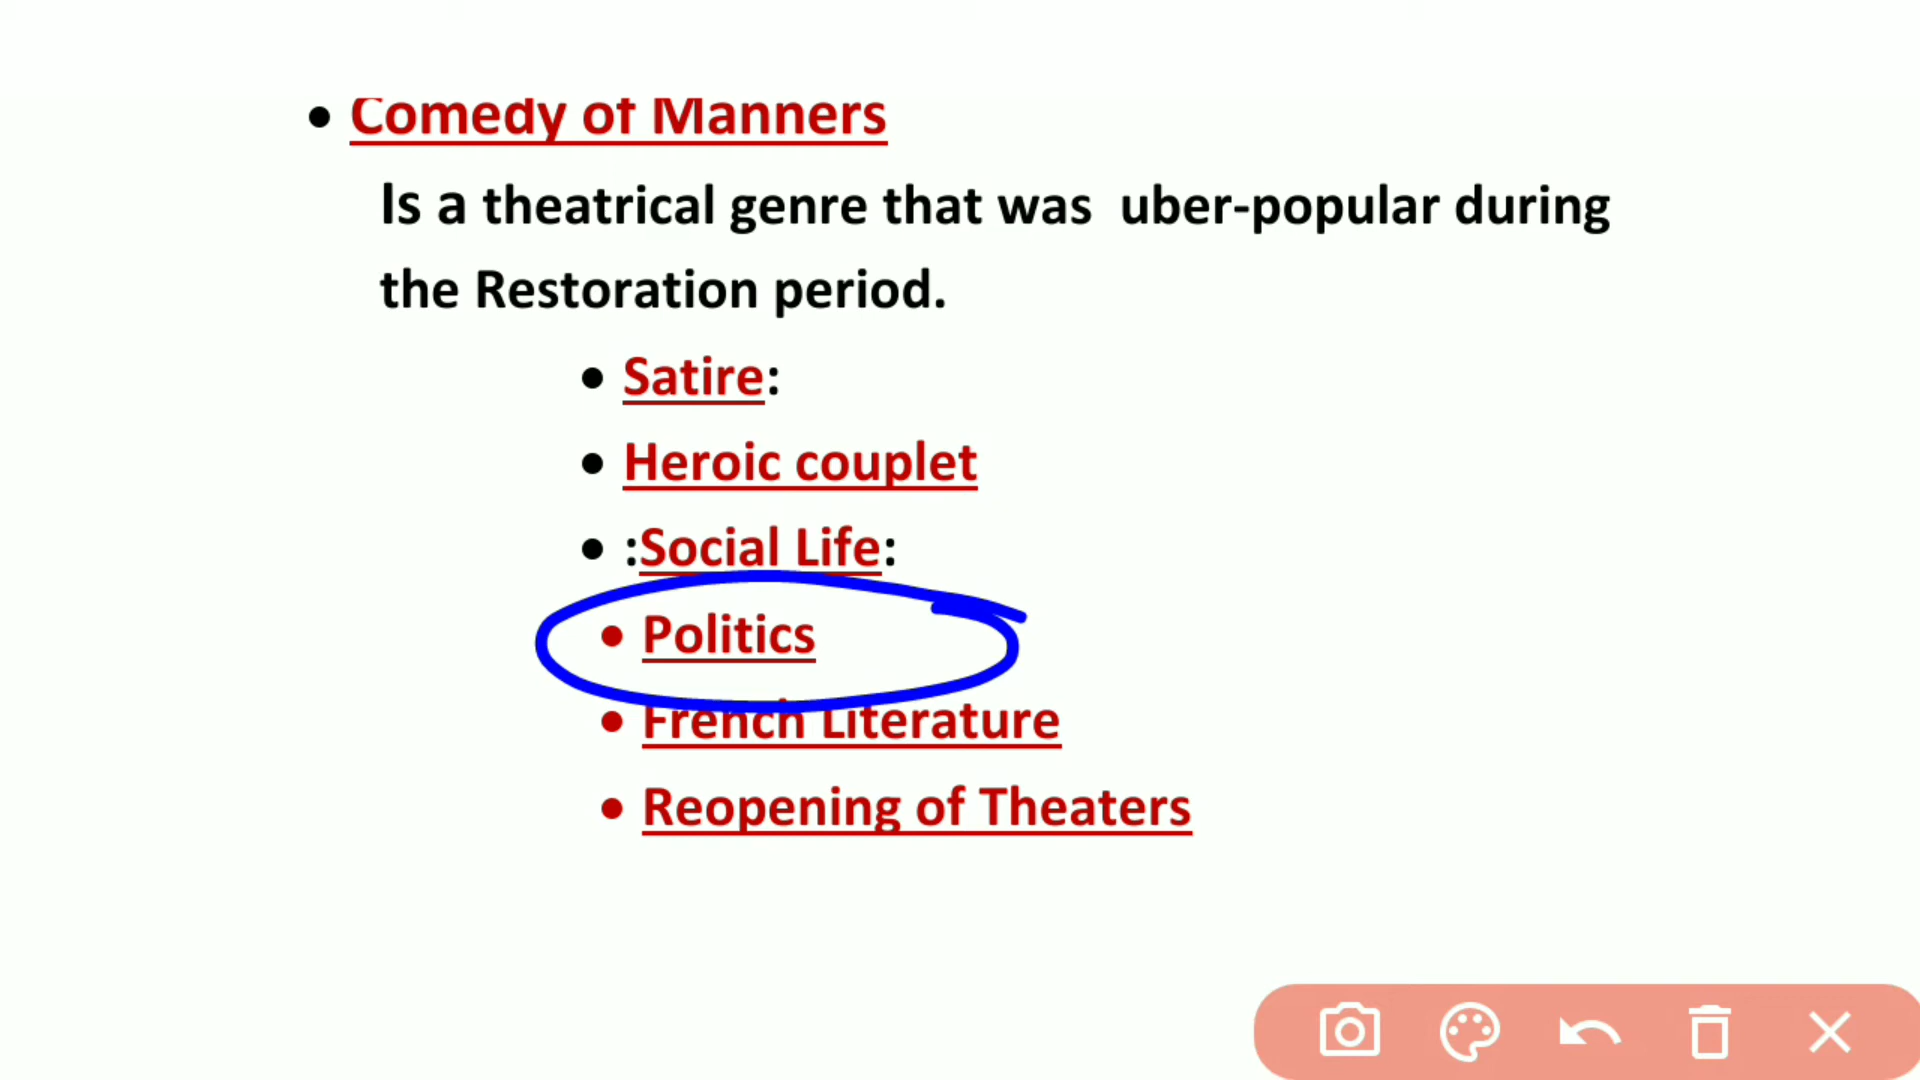 • Comedy of Manners
Is a theatrical genre that was uber-popular during
the Restoration period.
• Satire:
• Heroic couplet
• :Social Life:
• Politics
• French Literature
• Reopening of Theaters